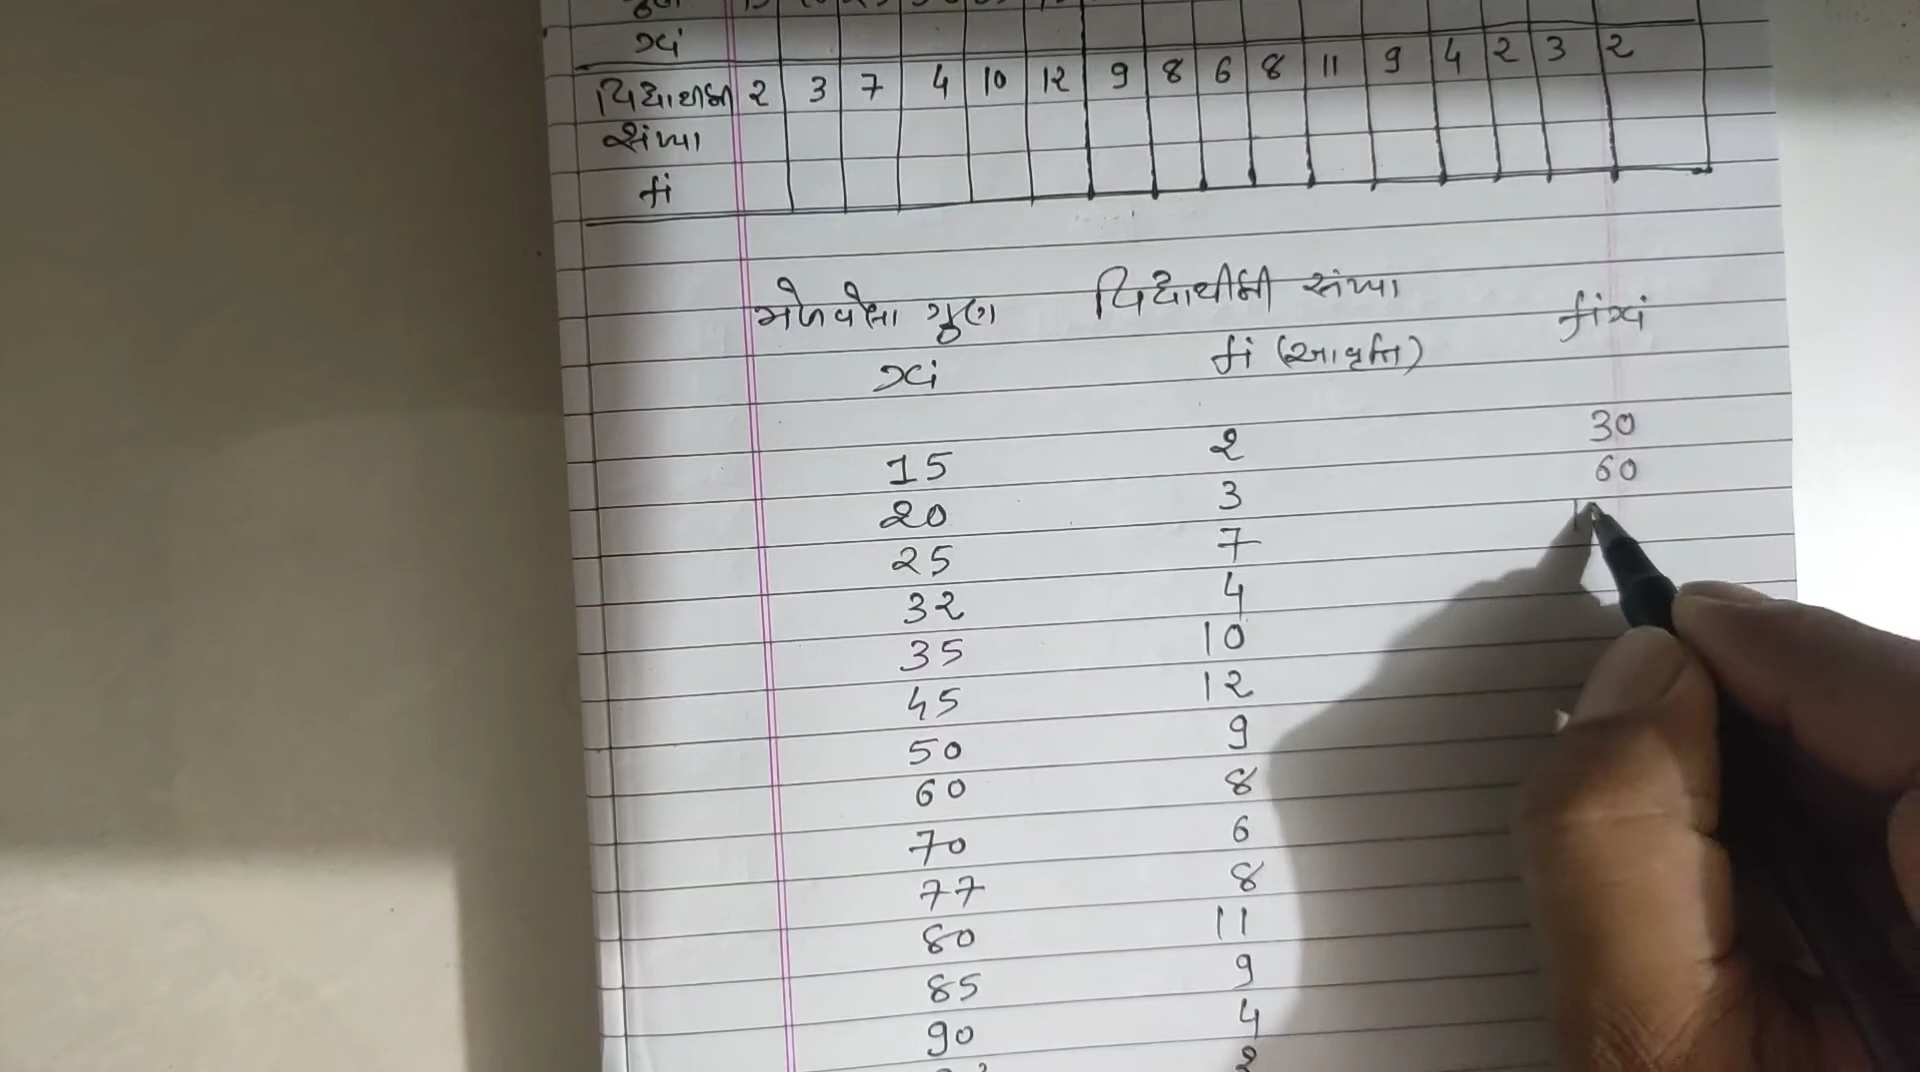 xi
વિદ્યાર્થીની 2 3 7 4 10 12 9 8 6 8 11 9 4 2 3 2
સંખ્યા
fi
મેળવેલા ગુણ વિદ્યાર્થીની સંખ્યા fixi
xi fi (આવૃત્તિ)
15 2 30
20 3 60
25 7 1
32 4
35 10
45 12
50 9
60 8
70 6
77 8
80 11
85 9
90 4
2